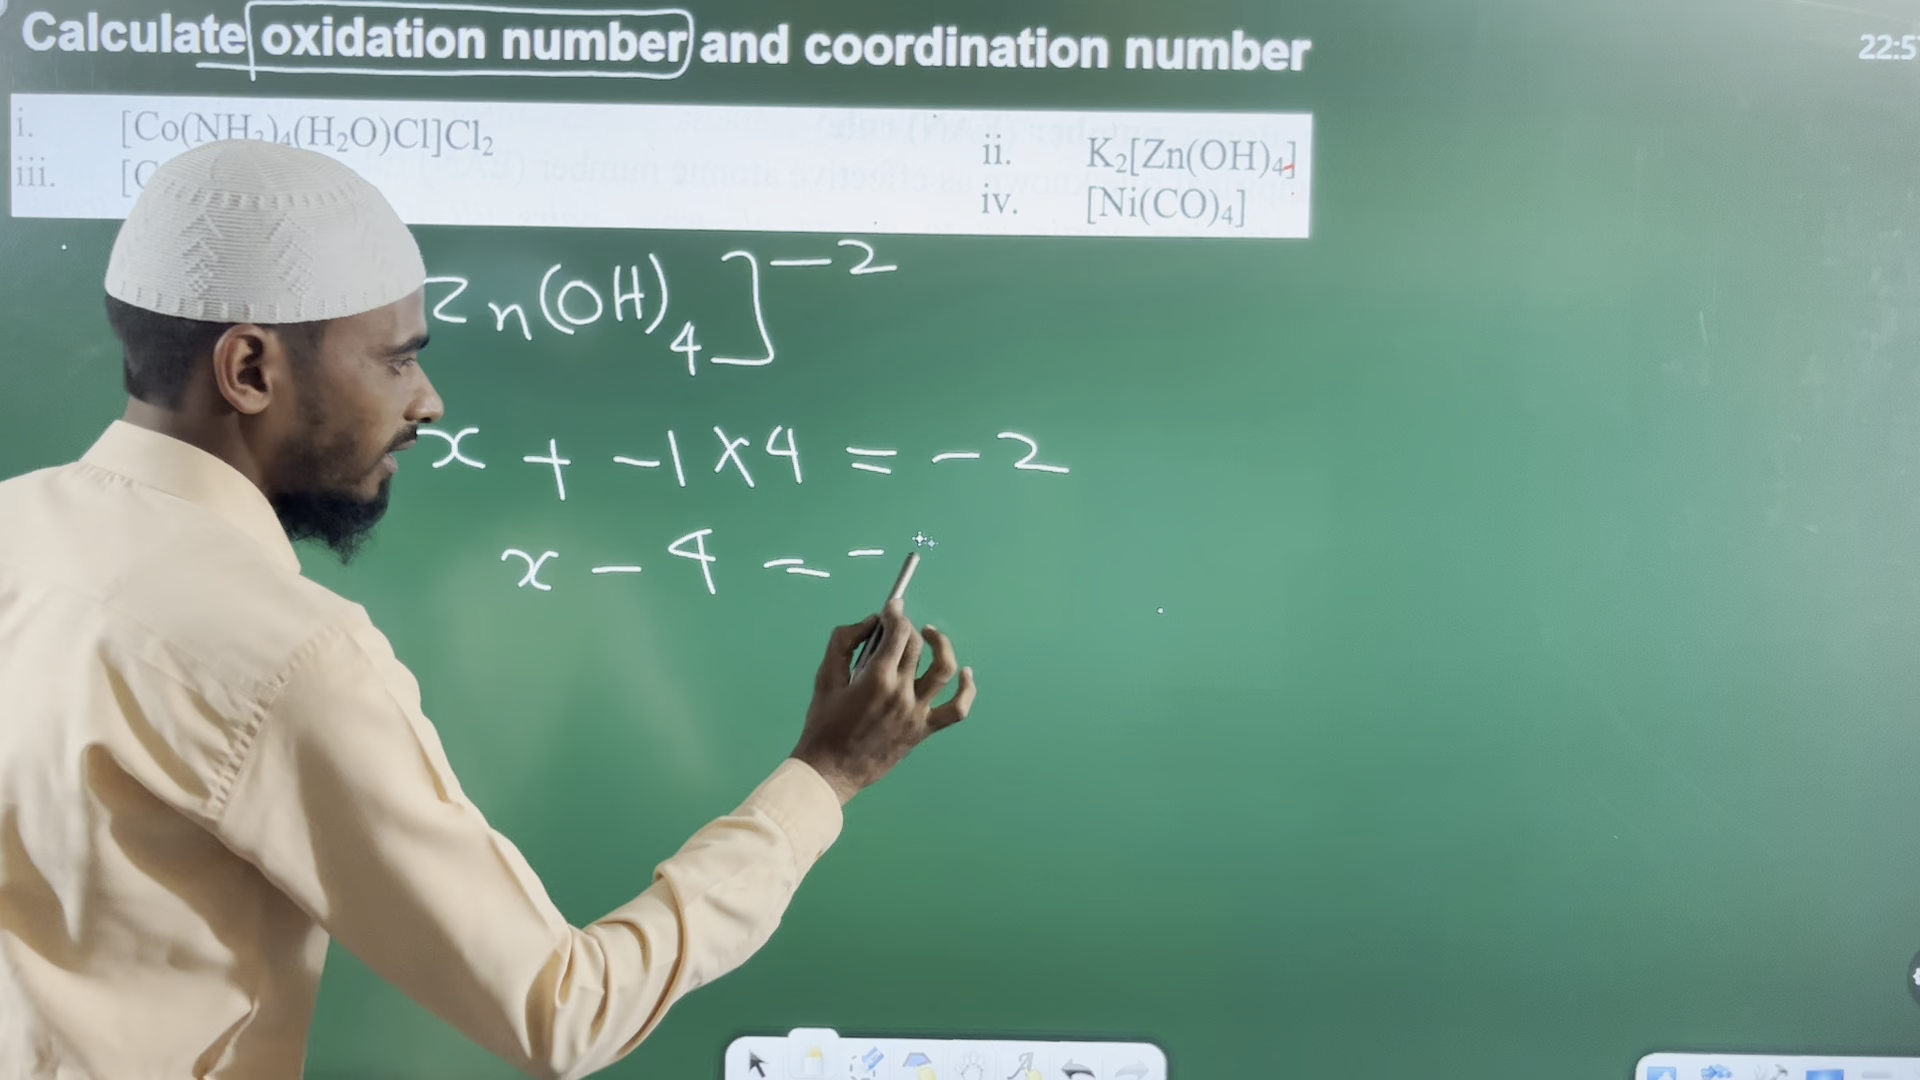 Calculate oxidation number and coordination number
22:5
i. [Co(NH₃)₄(H₂O)Cl]Cl₂
ii. K₂[Zn(OH)₄]
iii. [C
iv. [Ni(CO)₄]
Zn(OH)₄]⁻²
x + -1 × 4 = -2
x - 4 = -